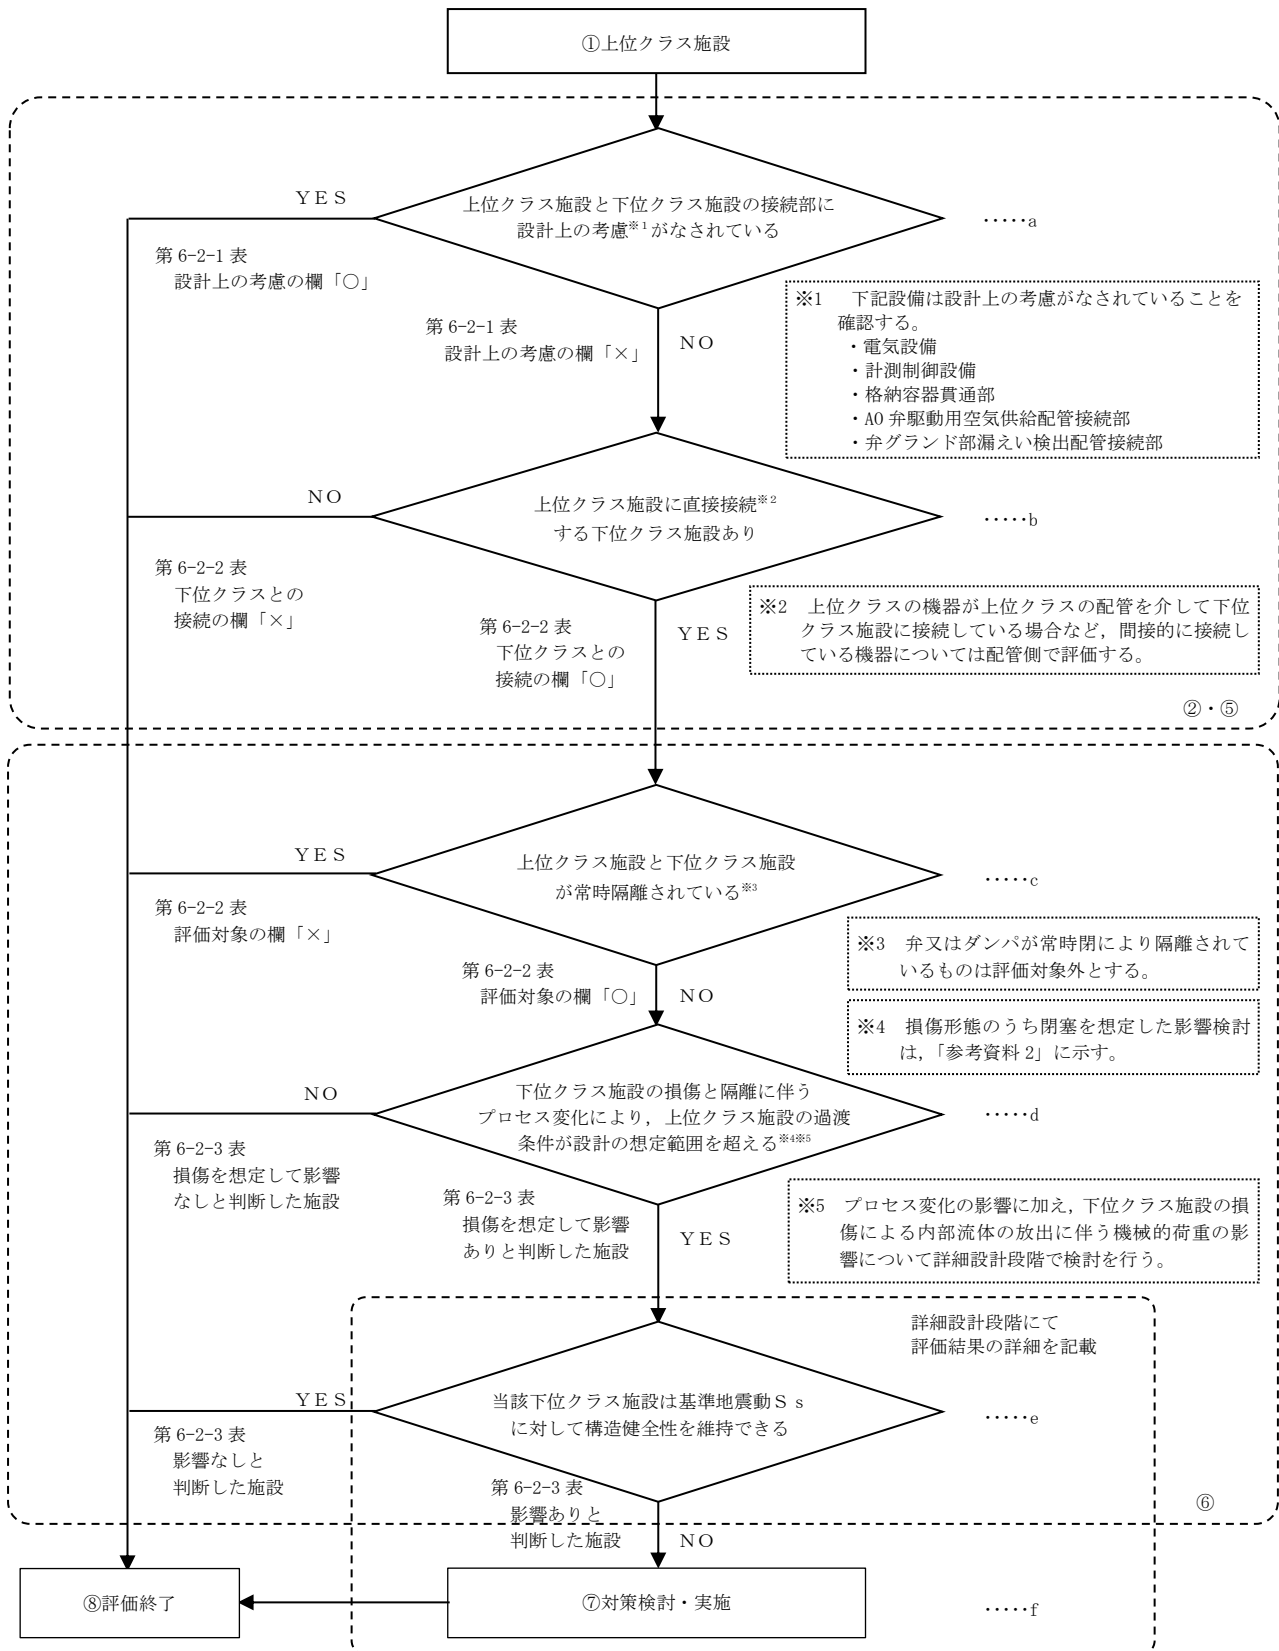 ①上位クラス施設
YES
上位クラス施設と下位クラス施設の接続部に
設計上の考慮※1がなされている
・・・・・a
第 6-2-1 表
設計上の考慮の欄「○」
※1 下記設備は設計上の考慮がなされていることを
確認する。
・電気設備
・計測制御設備
・格納容器貫通部
・AO 弁駆動用空気供給配管接続部
・弁グランド部漏えい検出配管接続部
第 6-2-1 表
設計上の考慮の欄「×」
NO
NO
上位クラス施設に直接接続※2
する下位クラス施設あり
・・・・・b
第 6-2-2 表
下位クラスとの
接続の欄「×」
第 6-2-2 表
下位クラスとの
接続の欄「○」
YES
※2 上位クラスの機器が上位クラスの配管を介して下位
クラス施設に接続している場合など，間接的に接続し
ている機器については配管側で評価する。
②・⑤
YES
上位クラス施設と下位クラス施設
が常時隔離されている※3
・・・・・c
第 6-2-2 表
評価対象の欄「×」
※3 弁又はダンパが常時閉により隔離されて
いるものは評価対象外とする。
第 6-2-2 表
評価対象の欄「○」
NO
※4 損傷形態のうち閉塞を想定した影響検討
は，「参考資料 2」に示す。
NO
下位クラス施設の損傷と隔離に伴う
プロセス変化により，上位クラス施設の過渡
条件が設計の想定範囲を超える※4※5
・・・・・d
第 6-2-3 表
損傷を想定して影響
なしと判断した施設
第 6-2-3 表
損傷を想定して影響
ありと判断した施設
YES
※5 プロセス変化の影響に加え，下位クラス施設の損
傷による内部流体の放出に伴う機械的荷重の影
響について詳細設計段階で検討を行う。
詳細設計段階にて
評価結果の詳細を記載
YES
当該下位クラス施設は基準地震動Ｓｓ
に対して構造健全性を維持できる
・・・・・e
第 6-2-3 表
影響なしと
判断した施設
第 6-2-3 表
影響ありと
判断した施設
NO
⑥
⑧評価終了
⑦対策検討・実施
・・・・・f